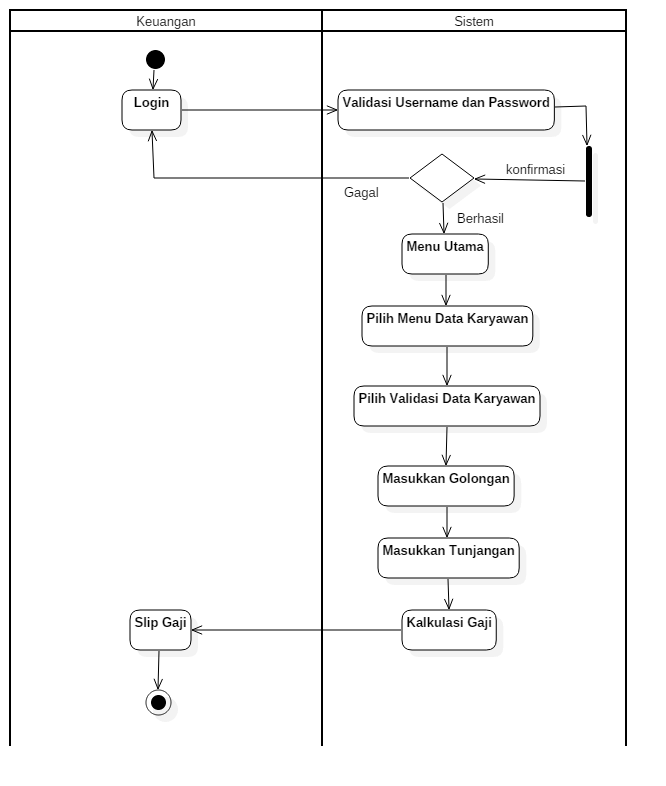 Keuangan
Sistem
Login
Validasi Username dan Password
konfirmasi
Gagal
Berhasil
Menu Utama
Pilih Menu Data Karyawan
Pilih Validasi Data Karyawan
Masukkan Golongan
Masukkan Tunjangan
Slip Gaji
Kalkulasi Gaji